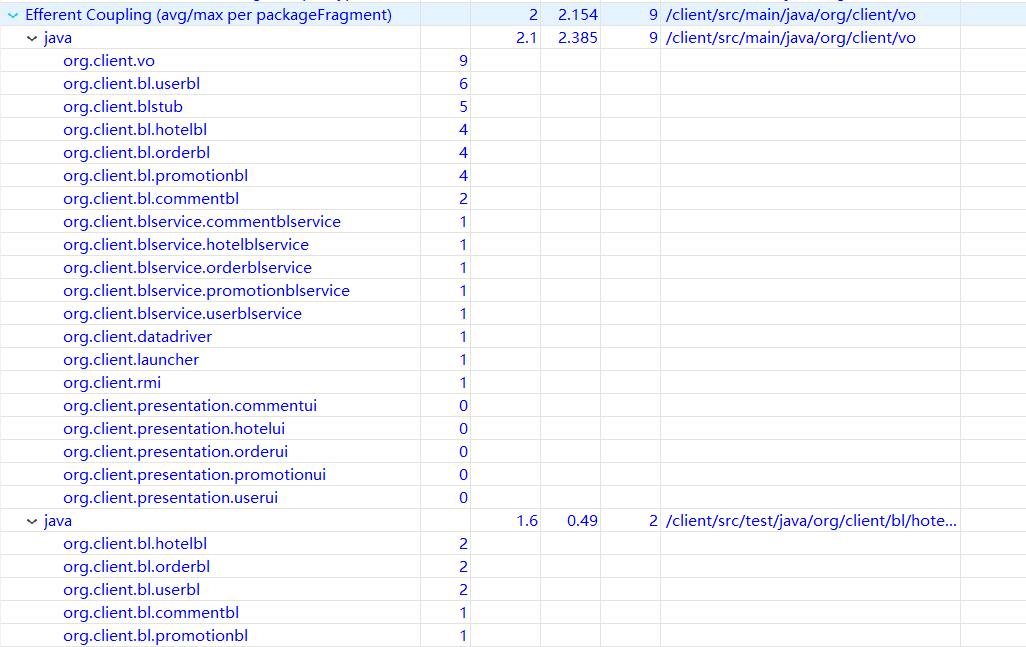 Efferent Coupling (avg/max per packageFragment) 2 2.154 9 /client/src/main/java/org/client/vo
java 2.1 2.385 9 /client/src/main/java/org/client/vo
org.client.vo 9
org.client.bl.userbl 6
org.client.blstub 5
org.client.bl.hotelbl 4
org.client.bl.orderbl 4
org.client.bl.promotionbl 4
org.client.bl.commentbl 2
org.client.blservice.commentblservice 1
org.client.blservice.hotelblservice 1
org.client.blservice.orderblservice 1
org.client.blservice.promotionblservice 1
org.client.blservice.userblservice 1
org.client.datadriver 1
org.client.launcher 1
org.client.rmi 1
org.client.presentation.commentui 0
org.client.presentation.hotelui 0
org.client.presentation.orderui 0
org.client.presentation.promotionui 0
org.client.presentation.userui 0
java 1.6 0.49 2 /client/src/test/java/org/client/bl/hote...
org.client.bl.hotelbl 2
org.client.bl.orderbl 2
org.client.bl.userbl 2
org.client.bl.commentbl 1
org.client.bl.promotionbl 1